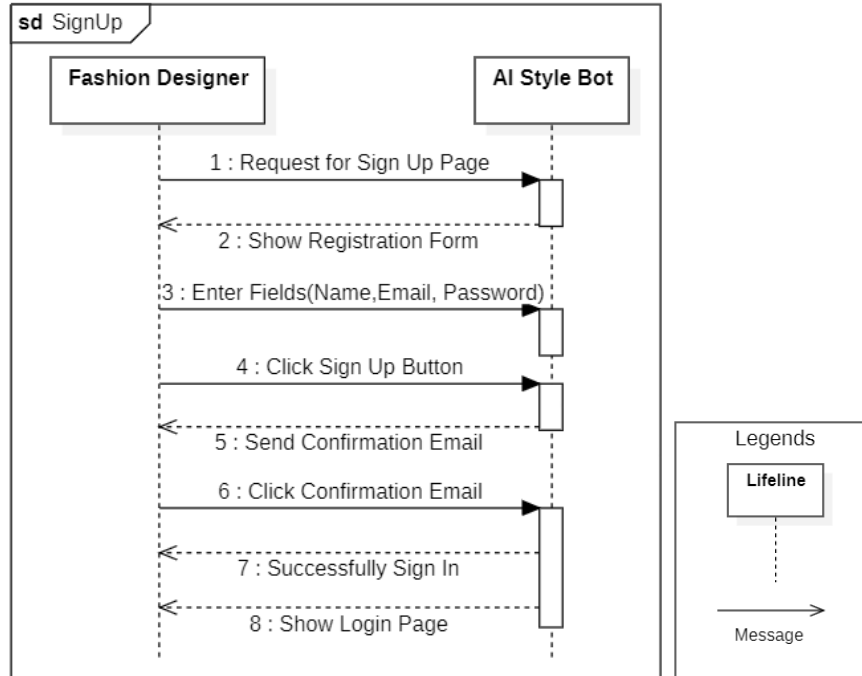 sd SignUp
Fashion Designer
AI Style Bot
1 : Request for Sign Up Page
2 : Show Registration Form
3 : Enter Fields(Name,Email, Password)
4 : Click Sign Up Button
5 : Send Confirmation Email
6 : Click Confirmation Email
7 : Successfully Sign In
8 : Show Login Page
Legends
Lifeline
Message